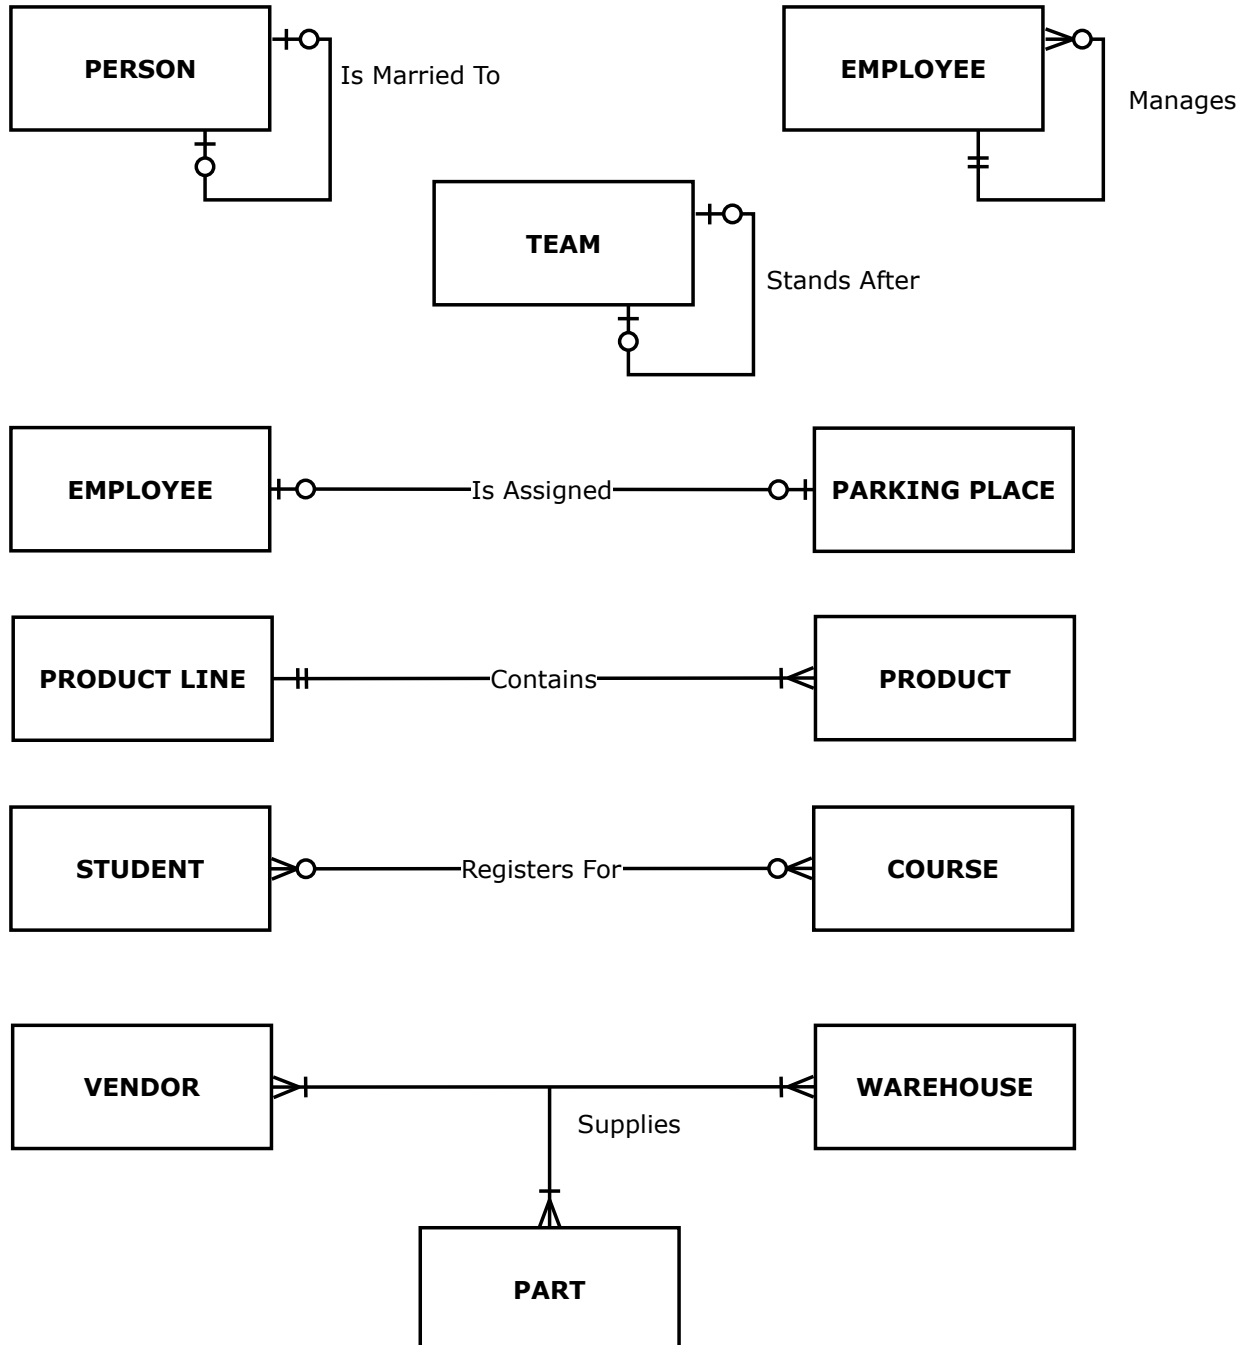 PERSON
Is Married To
EMPLOYEE
Manages
TEAM
Stands After
EMPLOYEE
Is Assigned
PARKING PLACE
PRODUCT LINE
Contains
PRODUCT
STUDENT
Registers For
COURSE
VENDOR
Supplies
WAREHOUSE
PART